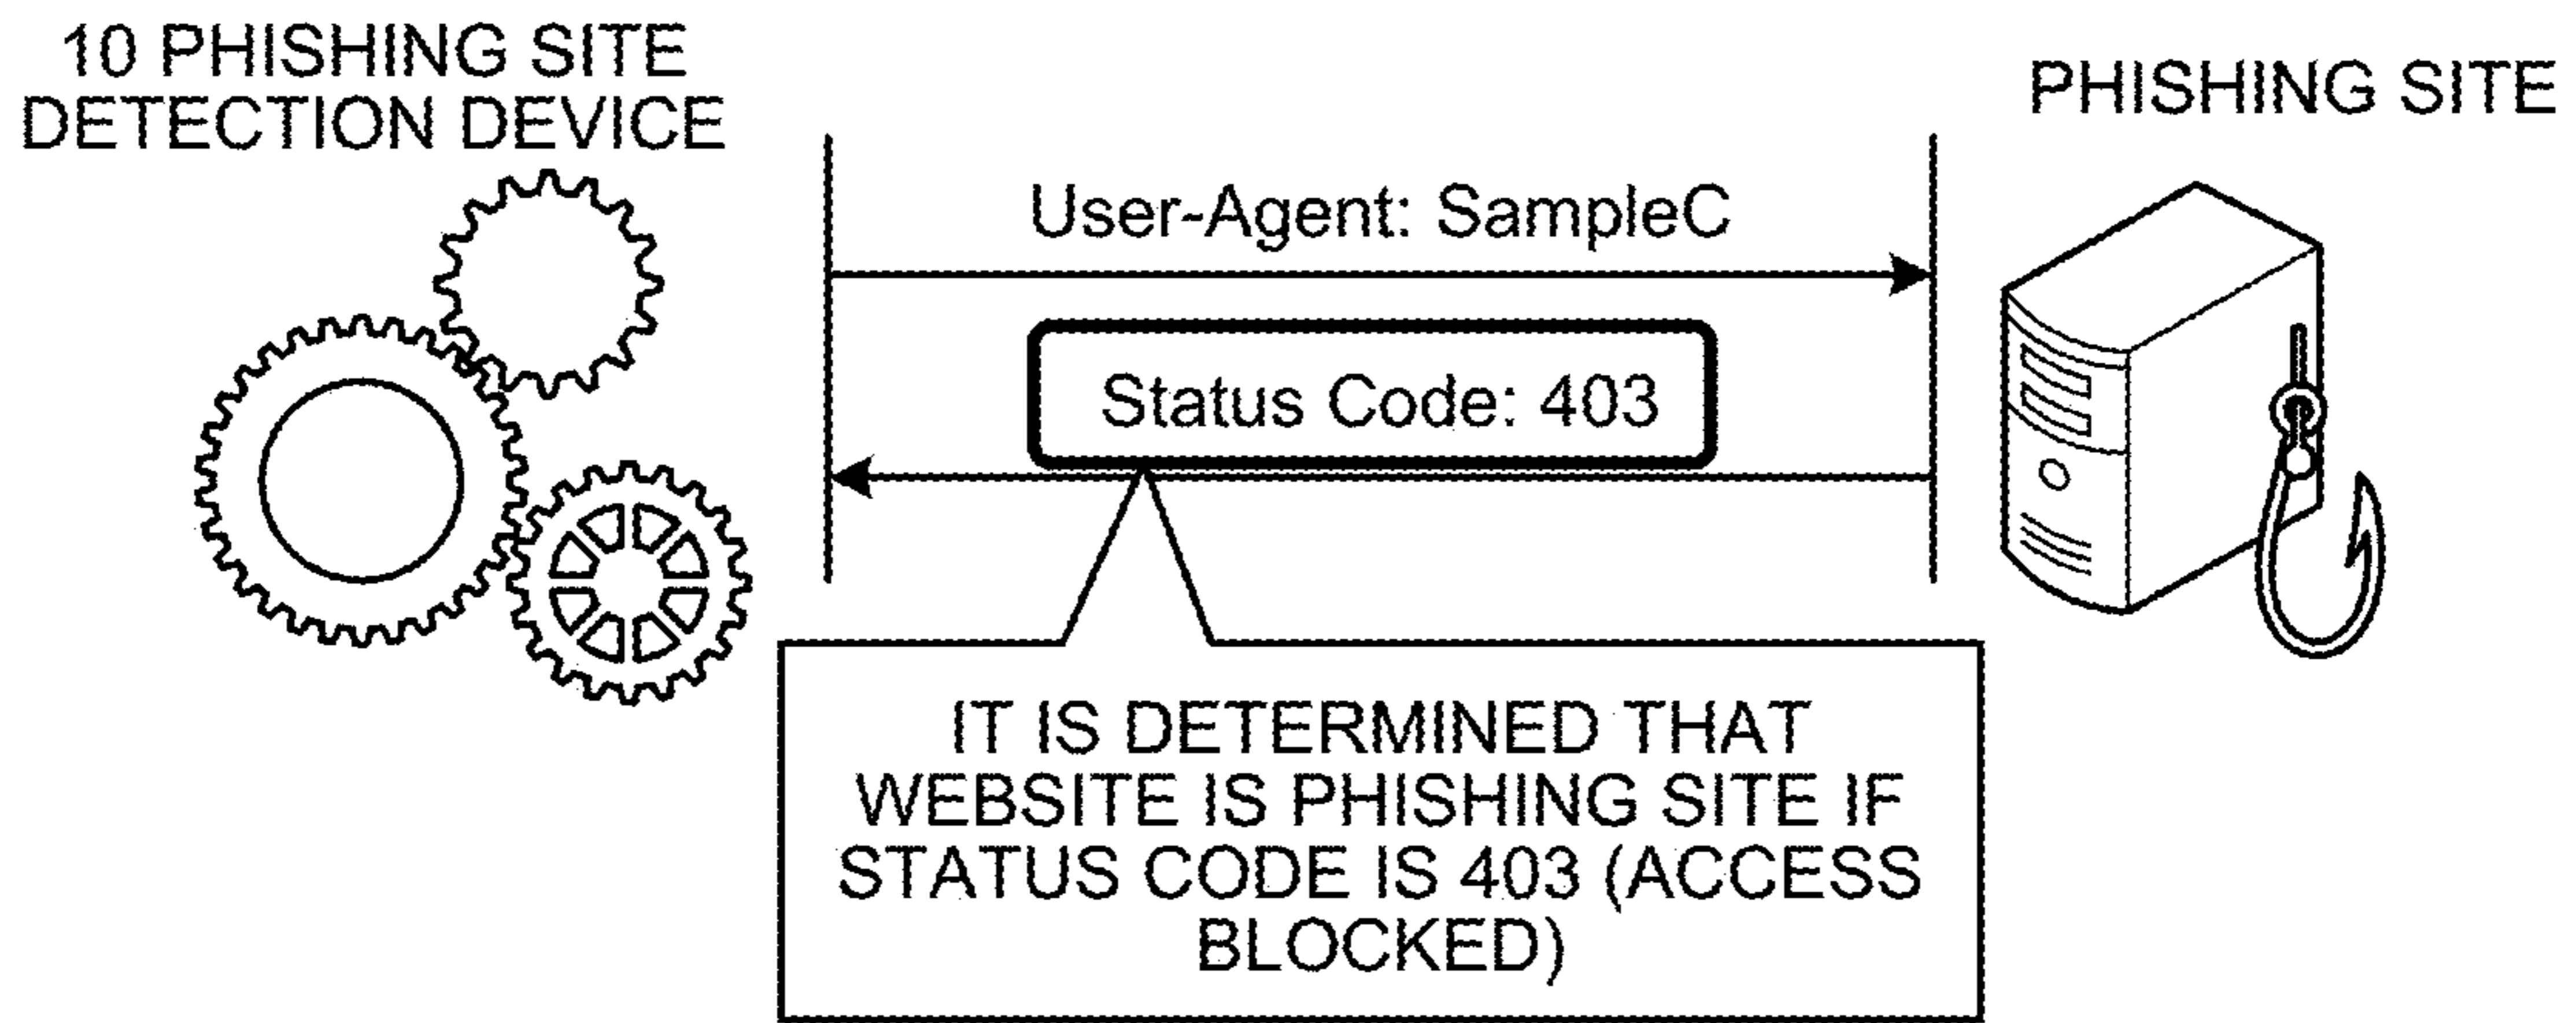 10 PHISHING SITE
DETECTION DEVICE
PHISHING SITE
User-Agent: SampleC
Status Code: 403
IT IS DETERMINED THAT
WEBSITE IS PHISHING SITE IF
STATUS CODE IS 403 (ACCESS
BLOCKED)